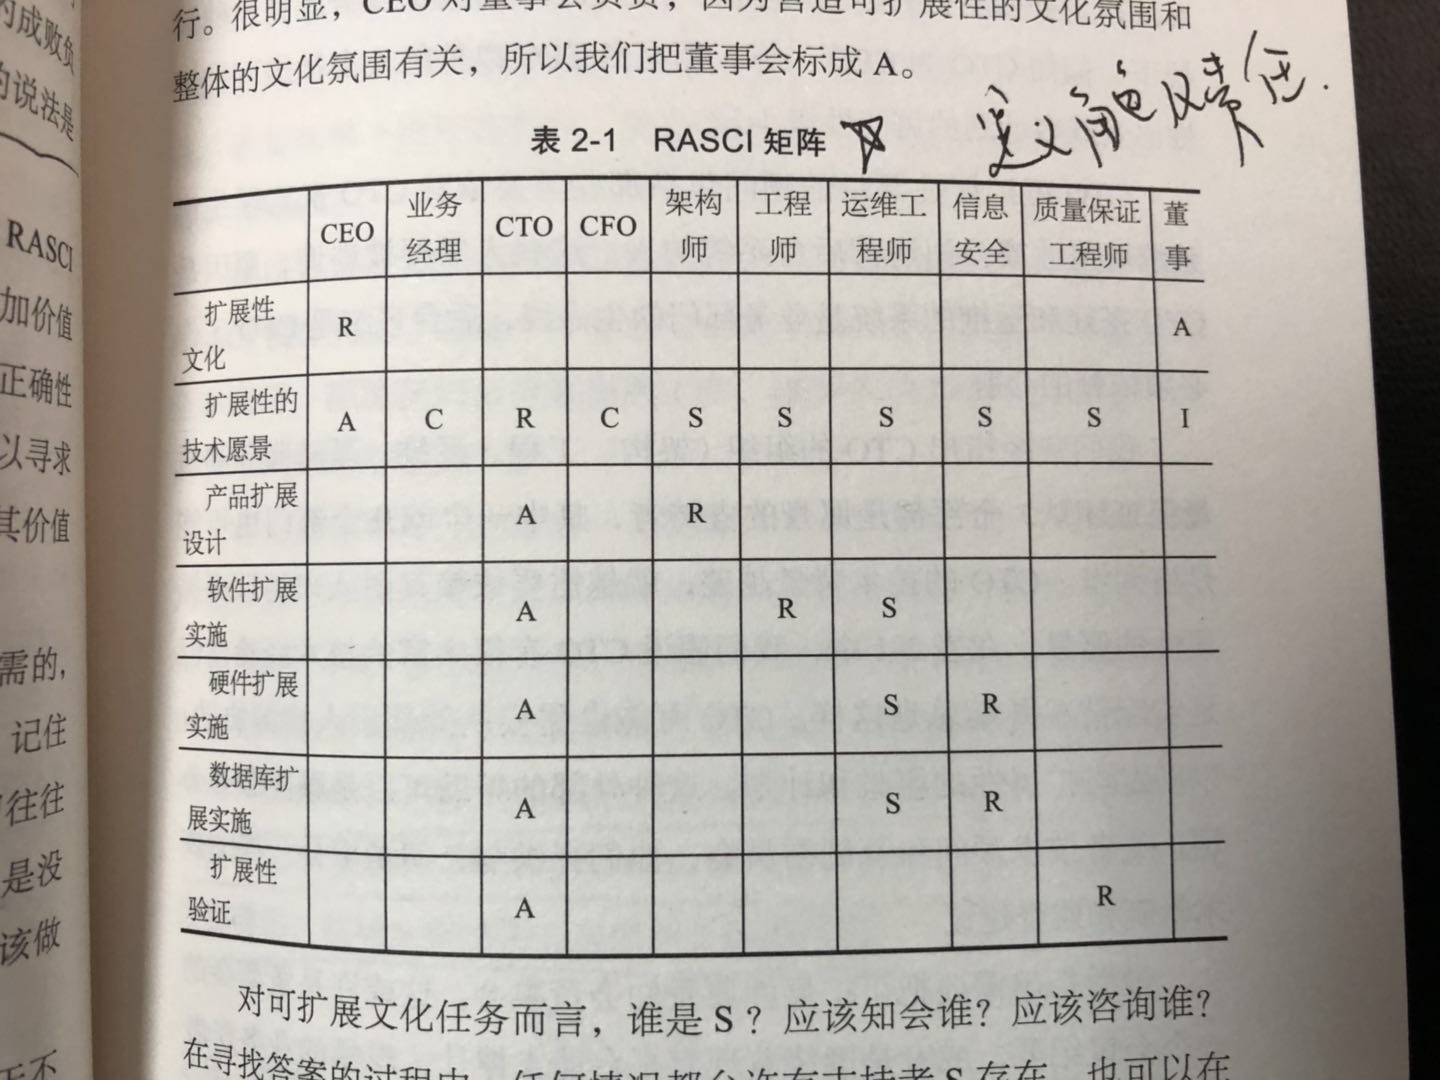 的成败负
的说法是
RASCI
加价值
正确性
以寻求
其价值
需的，
记住
往往
是没
该做
行。很明显，CEO 对董事会负责，因为营造可扩展性的文化氛围和
整体的文化氛围有关，所以我们把董事会标成 A。
定义角色及责任.
表 2-1 RASCI 矩阵
CEO 业务经理 CTO CFO 架构师 工程师 运维工程师 信息安全 质量保证工程师 董事
扩展性文化 R A
扩展性的技术愿景 A C R C S S S S S I
产品扩展设计 A R
软件扩展实施 A R S
硬件扩展实施 A S R
数据库扩展实施 A S R
扩展性验证 A R
对可扩展文化任务而言，谁是 S？应该知会谁？应该咨询谁？
在寻找答案的过程中，任何情况都允许有支持者 S 存在，也可以在